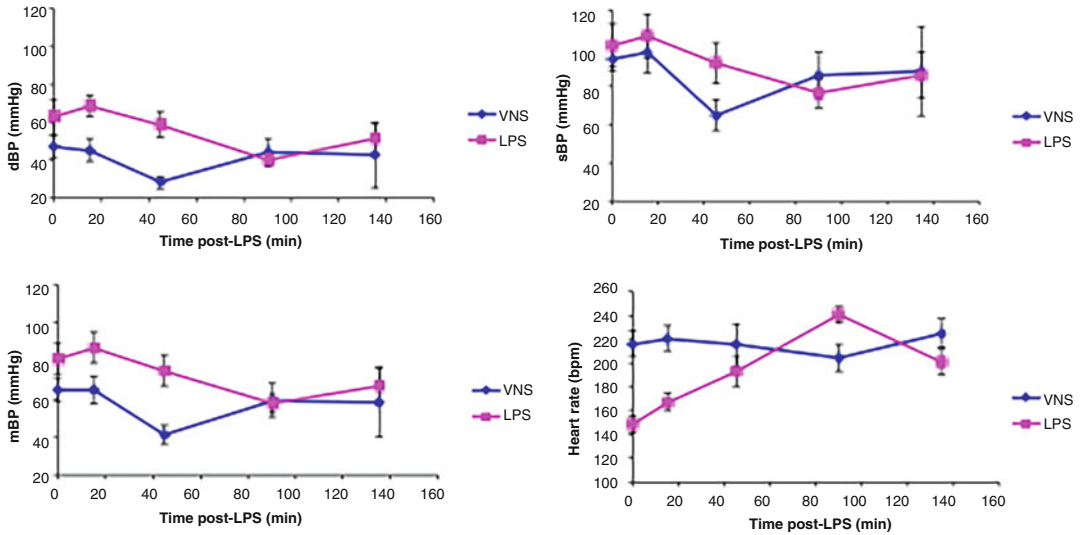 120
100
80
60
40
20
dBP (mmHg)
0 20 40 60 80 100 120 140 160
Time post-LPS (min)
VNS
LPS
120
100
80
60
40
20
sBP (mmHg)
0 20 40 60 80 100 120 140 160
Time post-LPS (min)
VNS
LPS
120
100
80
60
40
20
mBP (mmHg)
0 20 40 60 80 100 120 140 160
Time post-LPS (min)
VNS
LPS
260
240
220
200
180
160
140
120
100
Heart rate (bpm)
0 20 40 60 80 100 120 140 160
Time post-LPS (min)
VNS
LPS